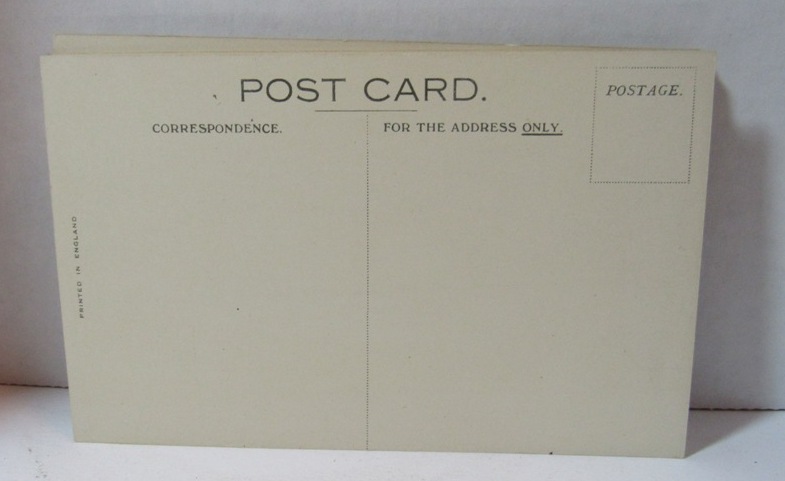 POST CARD.
POSTAGE.
CORRESPONDENCE.
FOR THE ADDRESS ONLY.
PRINTED IN ENGLAND